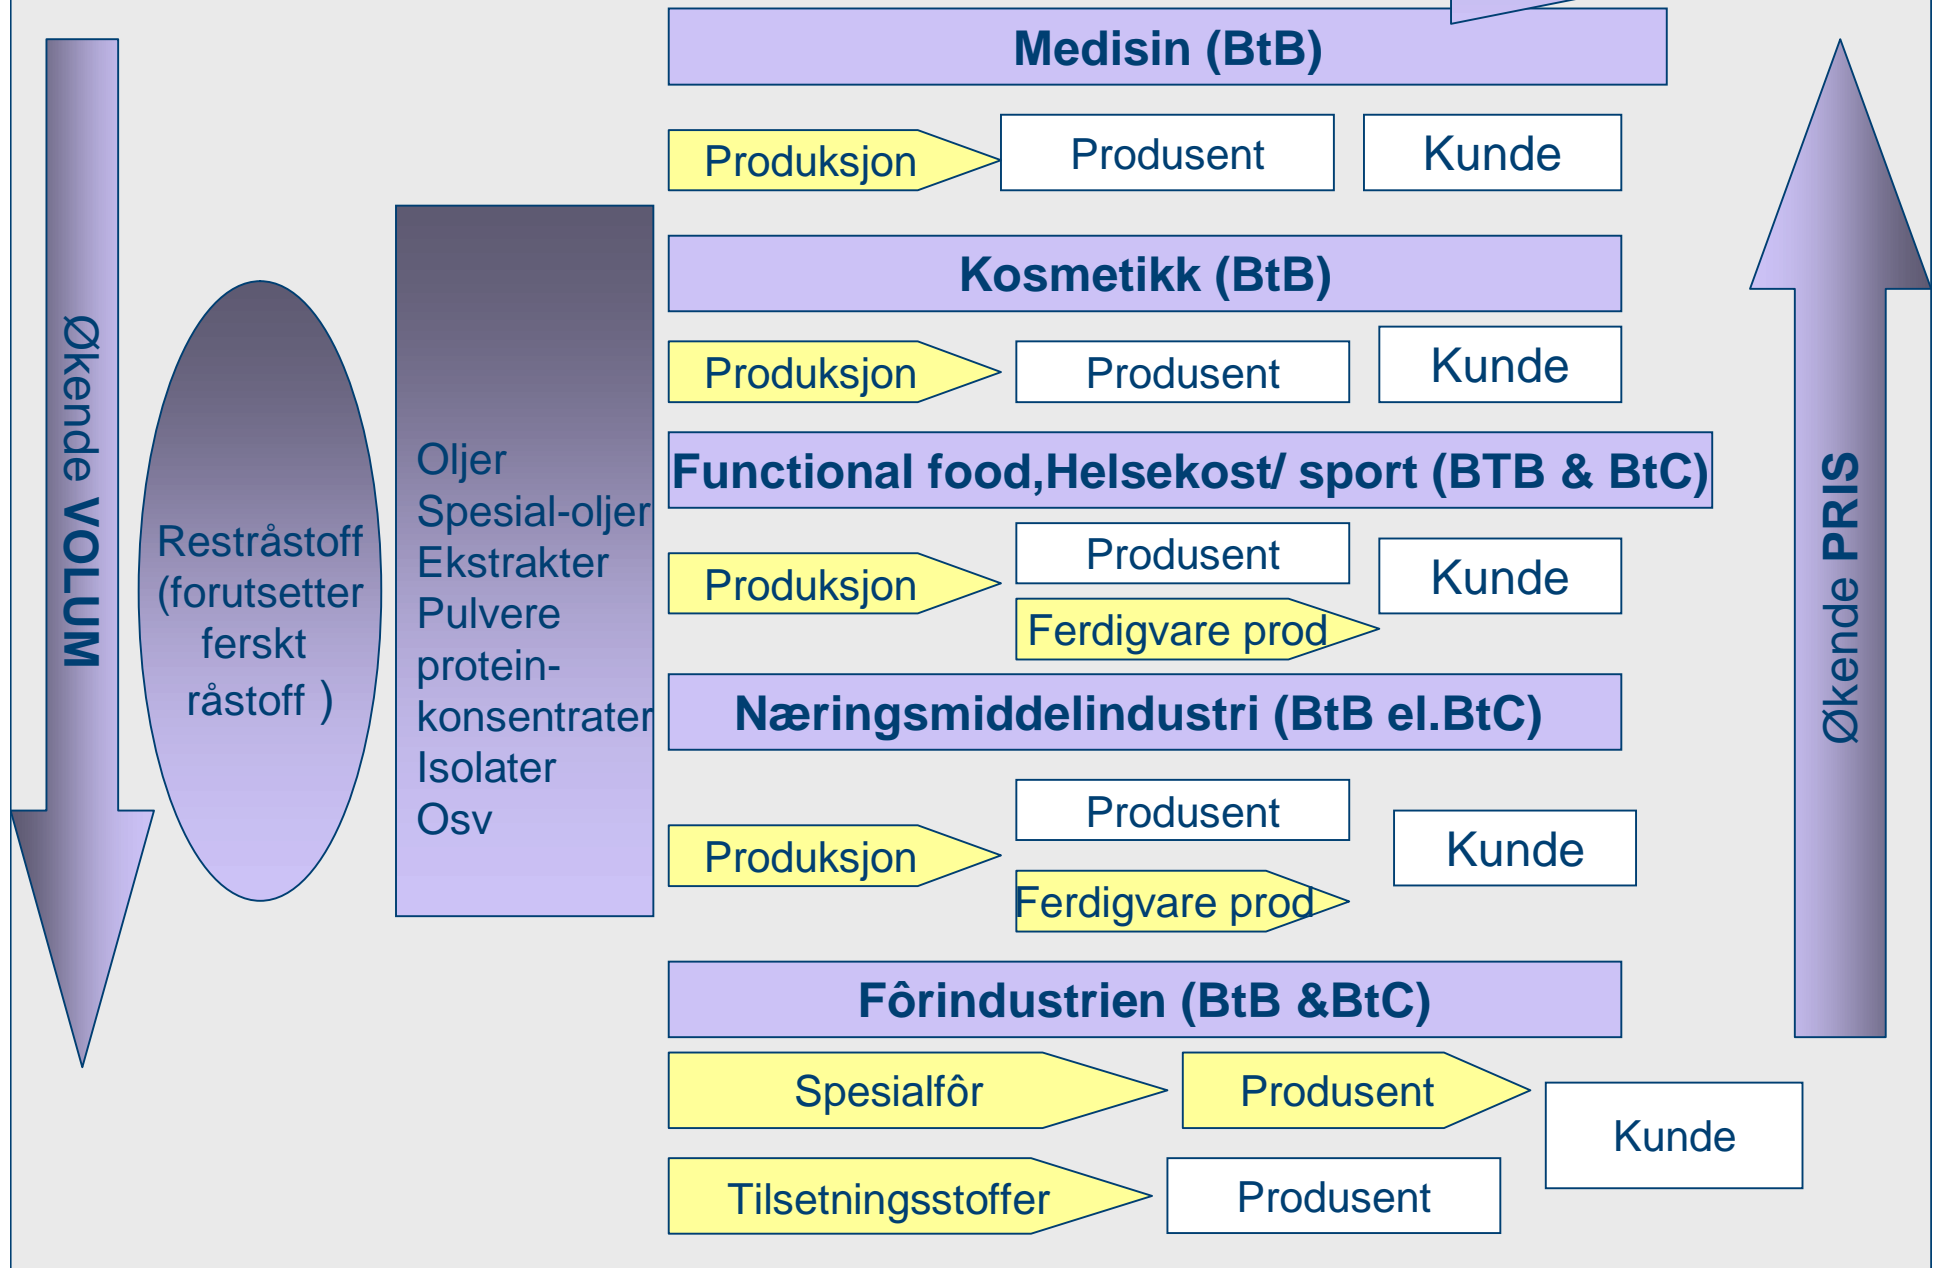 Medisin (BtB)
Produksjon
Produsent
Kunde
Økende VOLUM
Restråstoff
(forutsetter
ferskt
råstoff )
Oljer
Spesial-oljer
Ekstrakter
Pulvere
protein-
konsentrater
Isolater
Osv
Kosmetikk (BtB)
Produksjon
Produsent
Kunde
Functional food,Helsekost/ sport (BTB & BtC)
Produksjon
Produsent
Ferdigvare prod
Kunde
Næringsmiddelindustri (BtB el.BtC)
Produksjon
Produsent
Ferdigvare prod
Kunde
Fôrindustrien (BtB &BtC)
Spesialfôr
Produsent
Kunde
Tilsetningsstoffer
Produsent
Økende PRIS